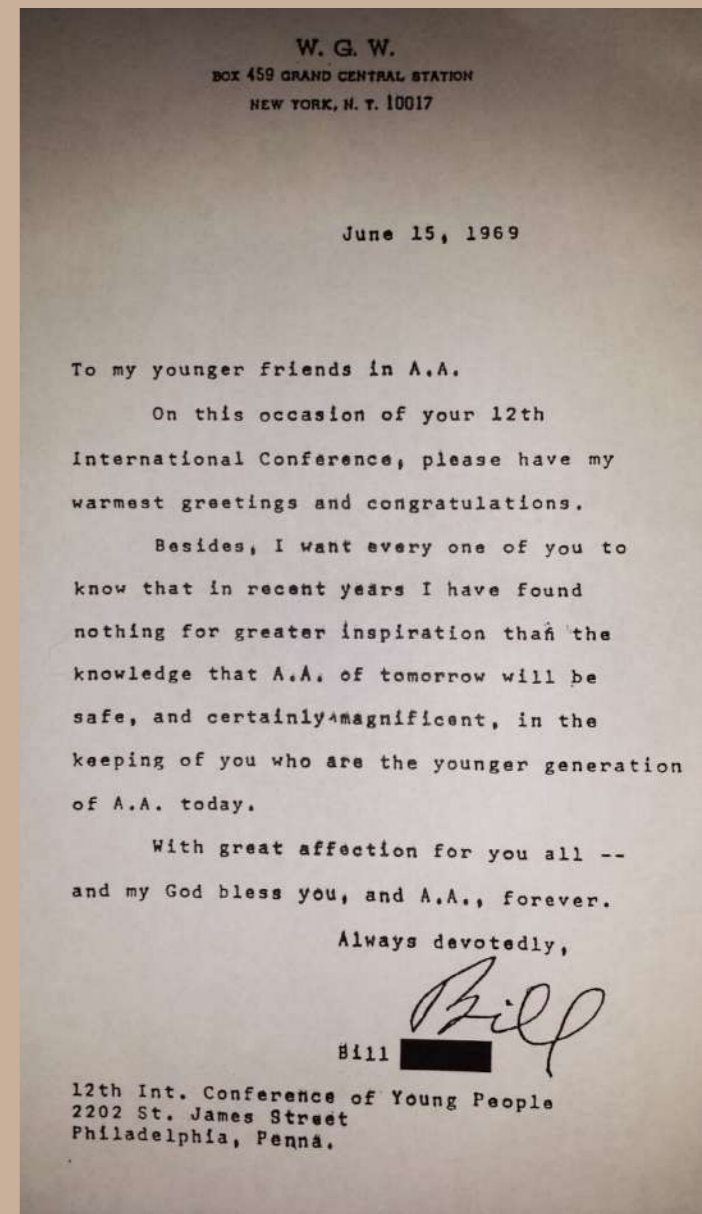 W. G. W.
BOX 459 GRAND CENTRAL STATION
NEW YORK, N. Y. 10017
June 15, 1969
To my younger friends in A.A.
On this occasion of your 12th
International Conference, please have my
warmest greetings and congratulations.
Besides, I want every one of you to
know that in recent years I have found
nothing for greater inspiration than the
knowledge that A.A. of tomorrow will be
safe, and certainly magnificent, in the
keeping of you who are the younger generation
of A.A. today.
With great affection for you all --
and my God bless you, and A.A., forever.
Always devotedly,
Bill
Bill
12th Int. Conference of Young People
2202 St. James Street
Philadelphia, Penna.